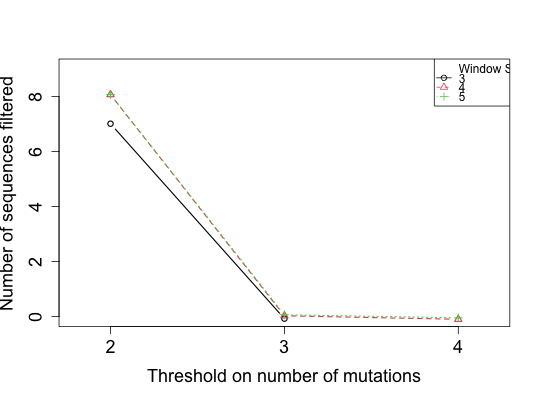 Window S
3
4
5
Number of sequences filtered
8
6
4
2
0
2 3 4
Threshold on number of mutations